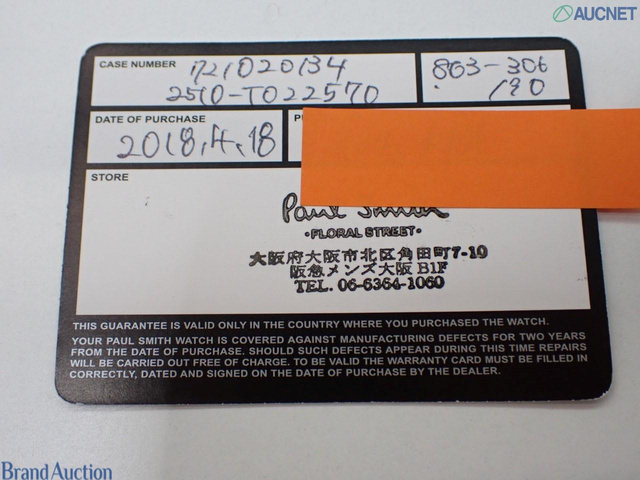 AUCNET
CASE NUMBER 1721020134
2510-T022570
863-306
190
DATE OF PURCHASE
2018.4.18
STORE
Paul Smith
・FLORAL STREET・
大阪府大阪市北区角田町7-10
阪急メンズ大阪 B1F
TEL. 06-6364-1060
THIS GUARANTEE IS VALID ONLY IN THE COUNTRY WHERE YOU PURCHASED THE WATCH.
YOUR PAUL SMITH WATCH IS COVERED AGAINST MANUFACTURING DEFECTS FOR TWO YEARS
FROM THE DATE OF PURCHASE. SHOULD SUCH DEFECTS APPEAR DURING THIS TIME REPAIRS
WILL BE CARRIED OUT FREE OF CHARGE. TO BE VALID THE WARRANTY CARD MUST BE FILLED IN
CORRECTLY, DATED AND SIGNED ON THE DATE OF PURCHASE BY THE DEALER.
Brand Auction